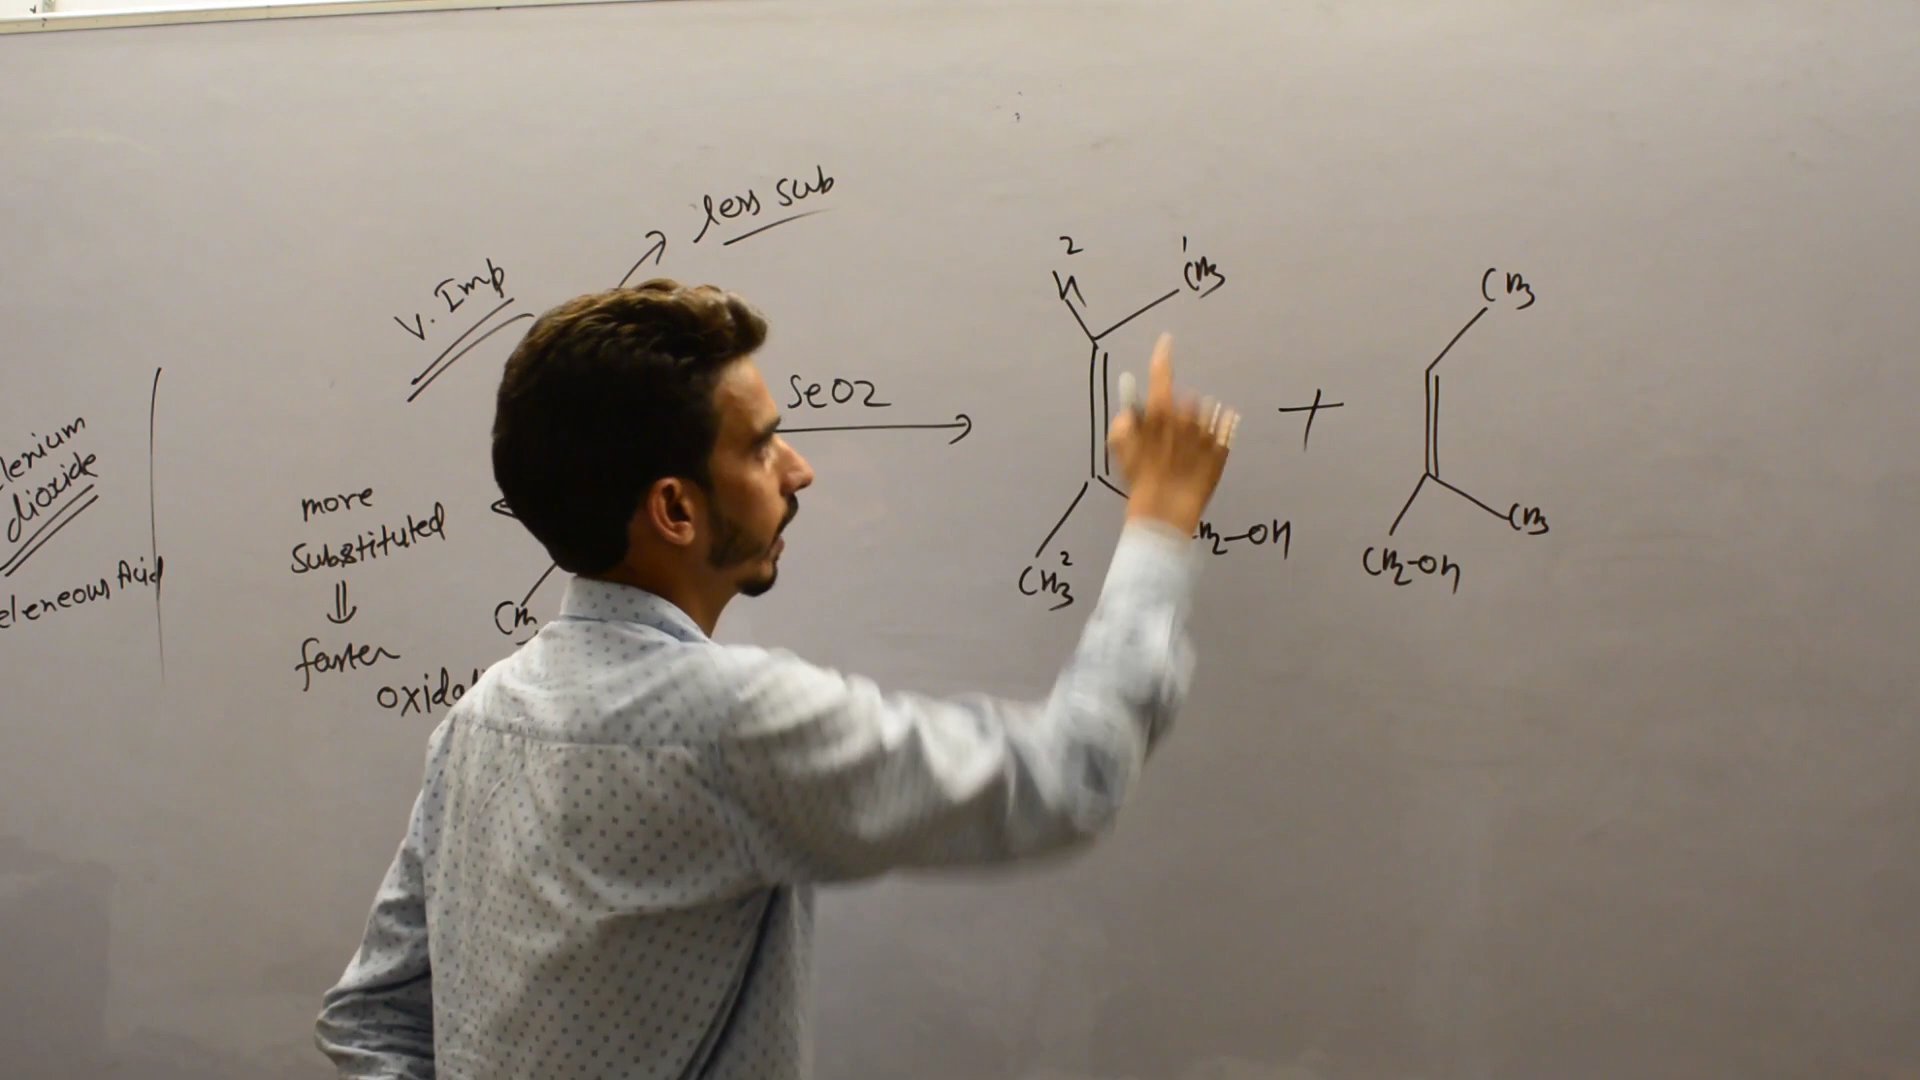 lenium
dioxide
eleneous Acid
V. Imp
less sub
more
Substituted
⇓
faster
oxida
CH3
SeO2
→
2
H
1
CH3
CH3
2
H2-OH
+
CH3
CH3
CH2-OH